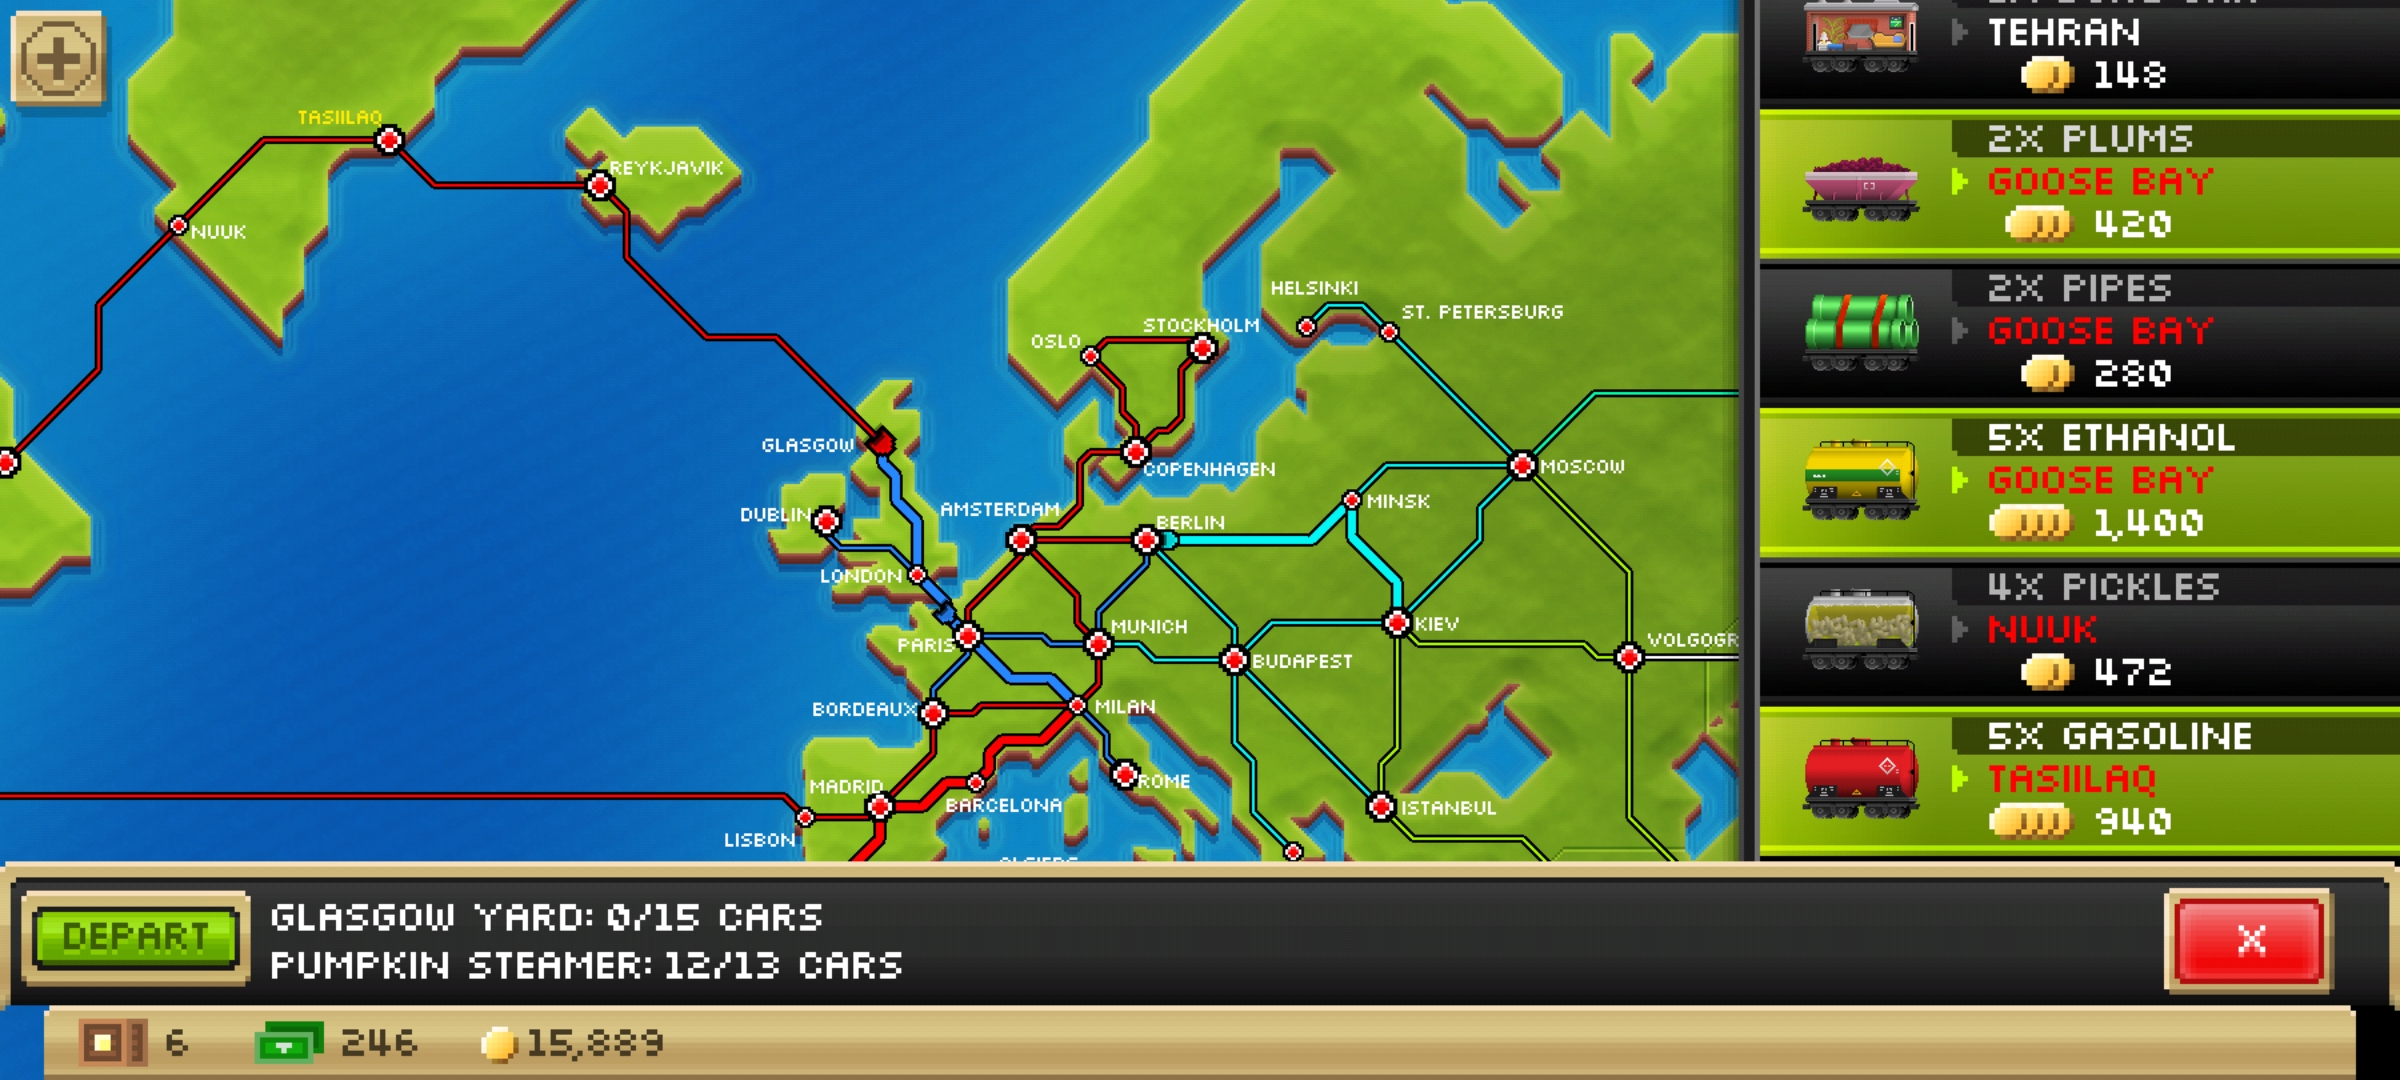 TASIILAQ
REYKJAVIK
NUUK
HELSINKI
ST. PETERSBURG
STOCKHOLM
OSLO
GLASGOW
COPENHAGEN
MOSCOW
MINSK
DUBLIN
AMSTERDAM
BERLIN
LONDON
PARIS
MUNICH
KIEV
BUDAPEST
VOLGOGR
BORDEAUX
MILAN
MADRID
BARCELONA
ROME
ISTANBUL
LISBON
TEHRAN
148
2X PLUMS
GOOSE BAY
420
2X PIPES
GOOSE BAY
280
5X ETHANOL
GOOSE BAY
1,400
4X PICKLES
NUUK
472
5X GASOLINE
TASIILAQ
940
DEPART
GLASGOW YARD: 0/15 CARS
PUMPKIN STEAMER: 12/13 CARS
X
6
246
15,889